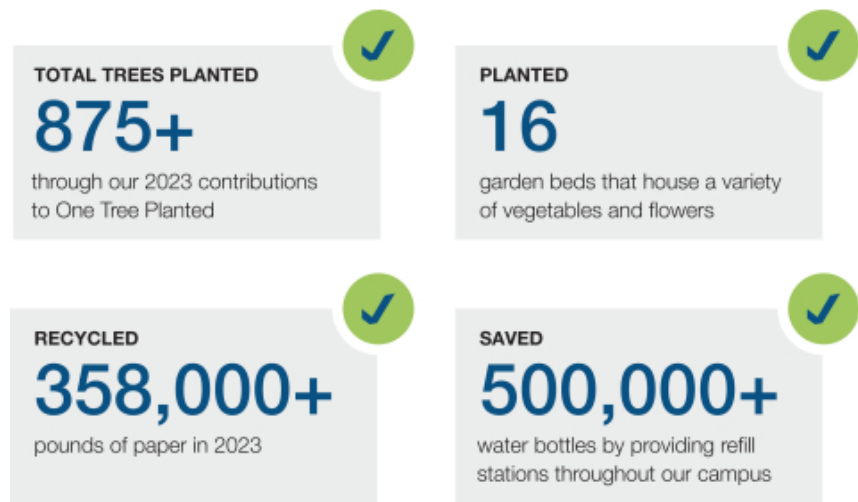 TOTAL TREES PLANTED
875+
through our 2023 contributions
to One Tree Planted
PLANTED
16
garden beds that house a variety
of vegetables and flowers
RECYCLED
358,000+
pounds of paper in 2023
SAVED
500,000+
water bottles by providing refill
stations throughout our campus